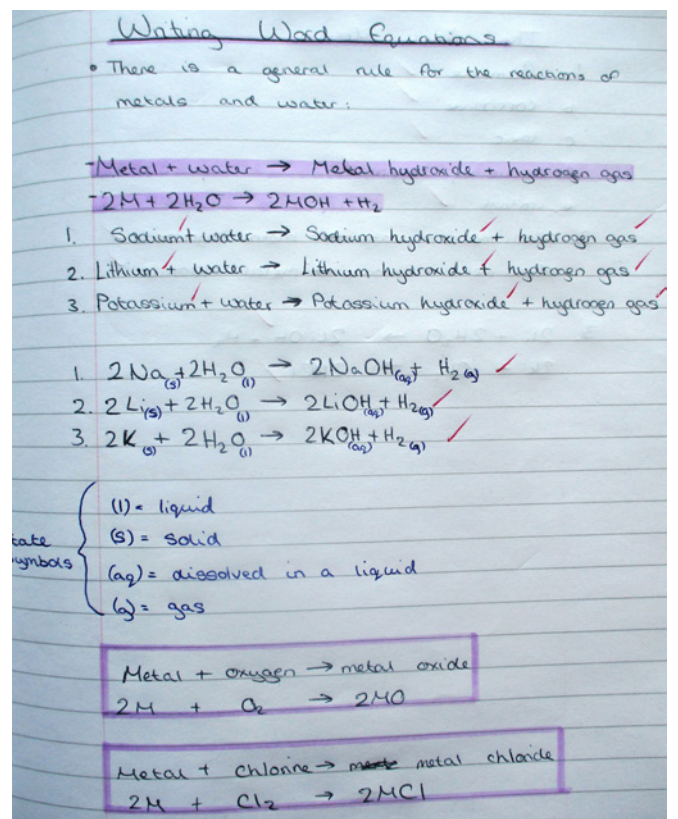 Writing Word Equations
• There is a general rule for the reactions of
metals and water:
-Metal + water → Metal hydroxide + hydrogen gas
-2M + 2H₂O → 2MOH + H₂
1. Sodium + water → Sodium hydroxide + hydrogen gas
2. Lithium + water → Lithium hydroxide + hydrogen gas
3. Potassium + water → Potassium hydroxide + hydrogen gas
1. 2Na(s) + 2H₂O(l) → 2NaOH(aq) + H₂(g)
2. 2Li(s) + 2H₂O(l) → 2LiOH(aq) + H₂(g)
3. 2K(s) + 2H₂O(l) → 2KOH(aq) + H₂(g)
(l) = liquid
tate
(s) = solid
ymbols
(aq) = dissolved in a liquid
(g) = gas
Metal + oxygen → metal oxide
2M + O₂ → 2MO
Metal + chlorine → metal chloride
2M + Cl₂ → 2MCl